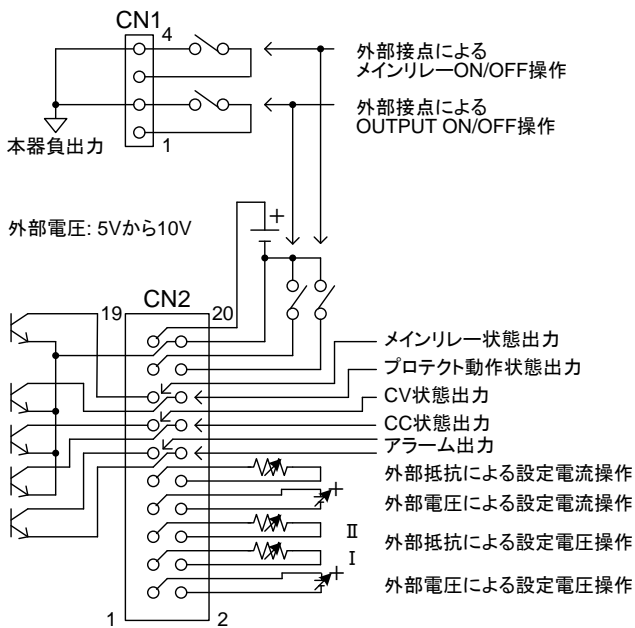 CN1
4
外部接点による
メインリレーON/OFF操作
外部接点による
OUTPUT ON/OFF操作
1
本器負出力
外部電圧: 5Vから10V
+
CN2
19
20
メインリレー状態出力
プロテクト動作状態出力
CV状態出力
CC状態出力
アラーム出力
外部抵抗による設定電流操作
+
外部電圧による設定電流操作
II
外部抵抗による設定電圧操作
I
+
外部電圧による設定電圧操作
1
2